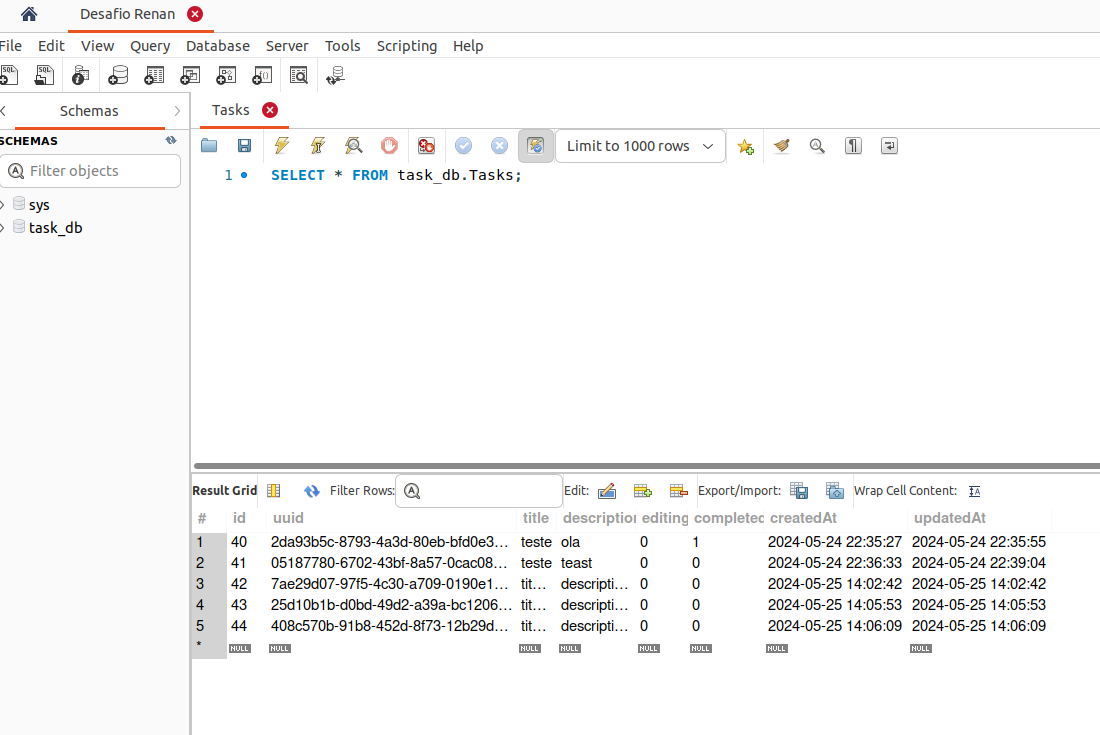 Desafio Renan
File Edit View Query Database Server Tools Scripting Help
Schemas
Tasks
SCHEMAS
Limit to 1000 rows
Filter objects
1 SELECT * FROM task_db.Tasks;
sys
task_db
Result Grid Filter Rows: Edit: Export/Import: Wrap Cell Content:
# id uuid title description editing completed createdAt updatedAt
1 40 2da93b5c-8793-4a3d-80eb-bfd0e3... teste ola 0 1 2024-05-24 22:35:27 2024-05-24 22:35:55
2 41 05187780-6702-43bf-8a57-0cac08... teste teast 0 0 2024-05-24 22:36:33 2024-05-24 22:39:04
3 42 7ae29d07-97f5-4c30-a709-0190e1... tit... descripti... 0 0 2024-05-25 14:02:42 2024-05-25 14:02:42
4 43 25d10b1b-d0bd-49d2-a39a-bc1206... tit... descripti... 0 0 2024-05-25 14:05:53 2024-05-25 14:05:53
5 44 408c570b-91b8-452d-8f73-12b29d... tit... descripti... 0 0 2024-05-25 14:06:09 2024-05-25 14:06:09
* NULL NULL NULL NULL NULL NULL NULL NULL